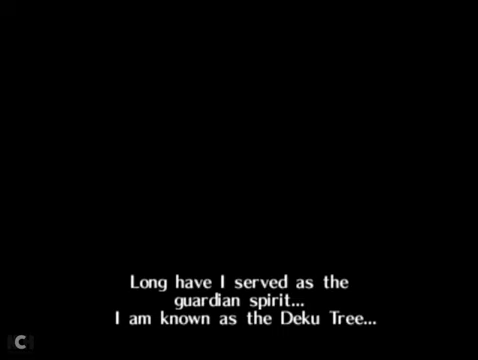 Long have I served as the
guardian spirit...
I am known as the Deku Tree...
C